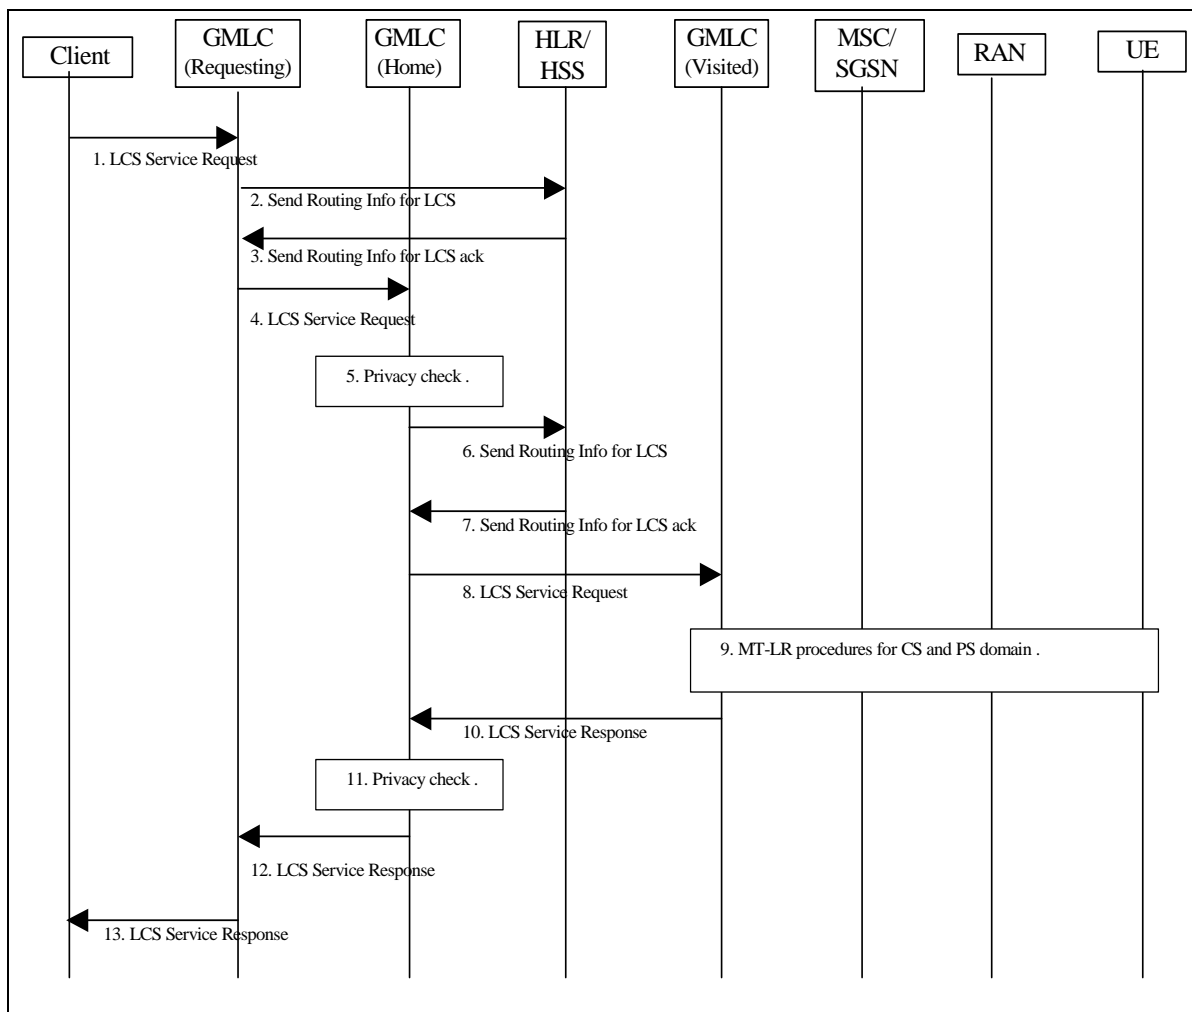 Client
GMLC
(Requesting)
GMLC
(Home)
HLR/
HSS
GMLC
(Visited)
MSC/
SGSN
RAN
UE
1. LCS Service Request
2. Send Routing Info for LCS
3. Send Routing Info for LCS ack
4. LCS Service Request
5. Privacy check .
6. Send Routing Info for LCS
7. Send Routing Info for LCS ack
8. LCS Service Request
9. MT-LR procedures for CS and PS domain .
10. LCS Service Response
11. Privacy check .
12. LCS Service Response
13. LCS Service Response